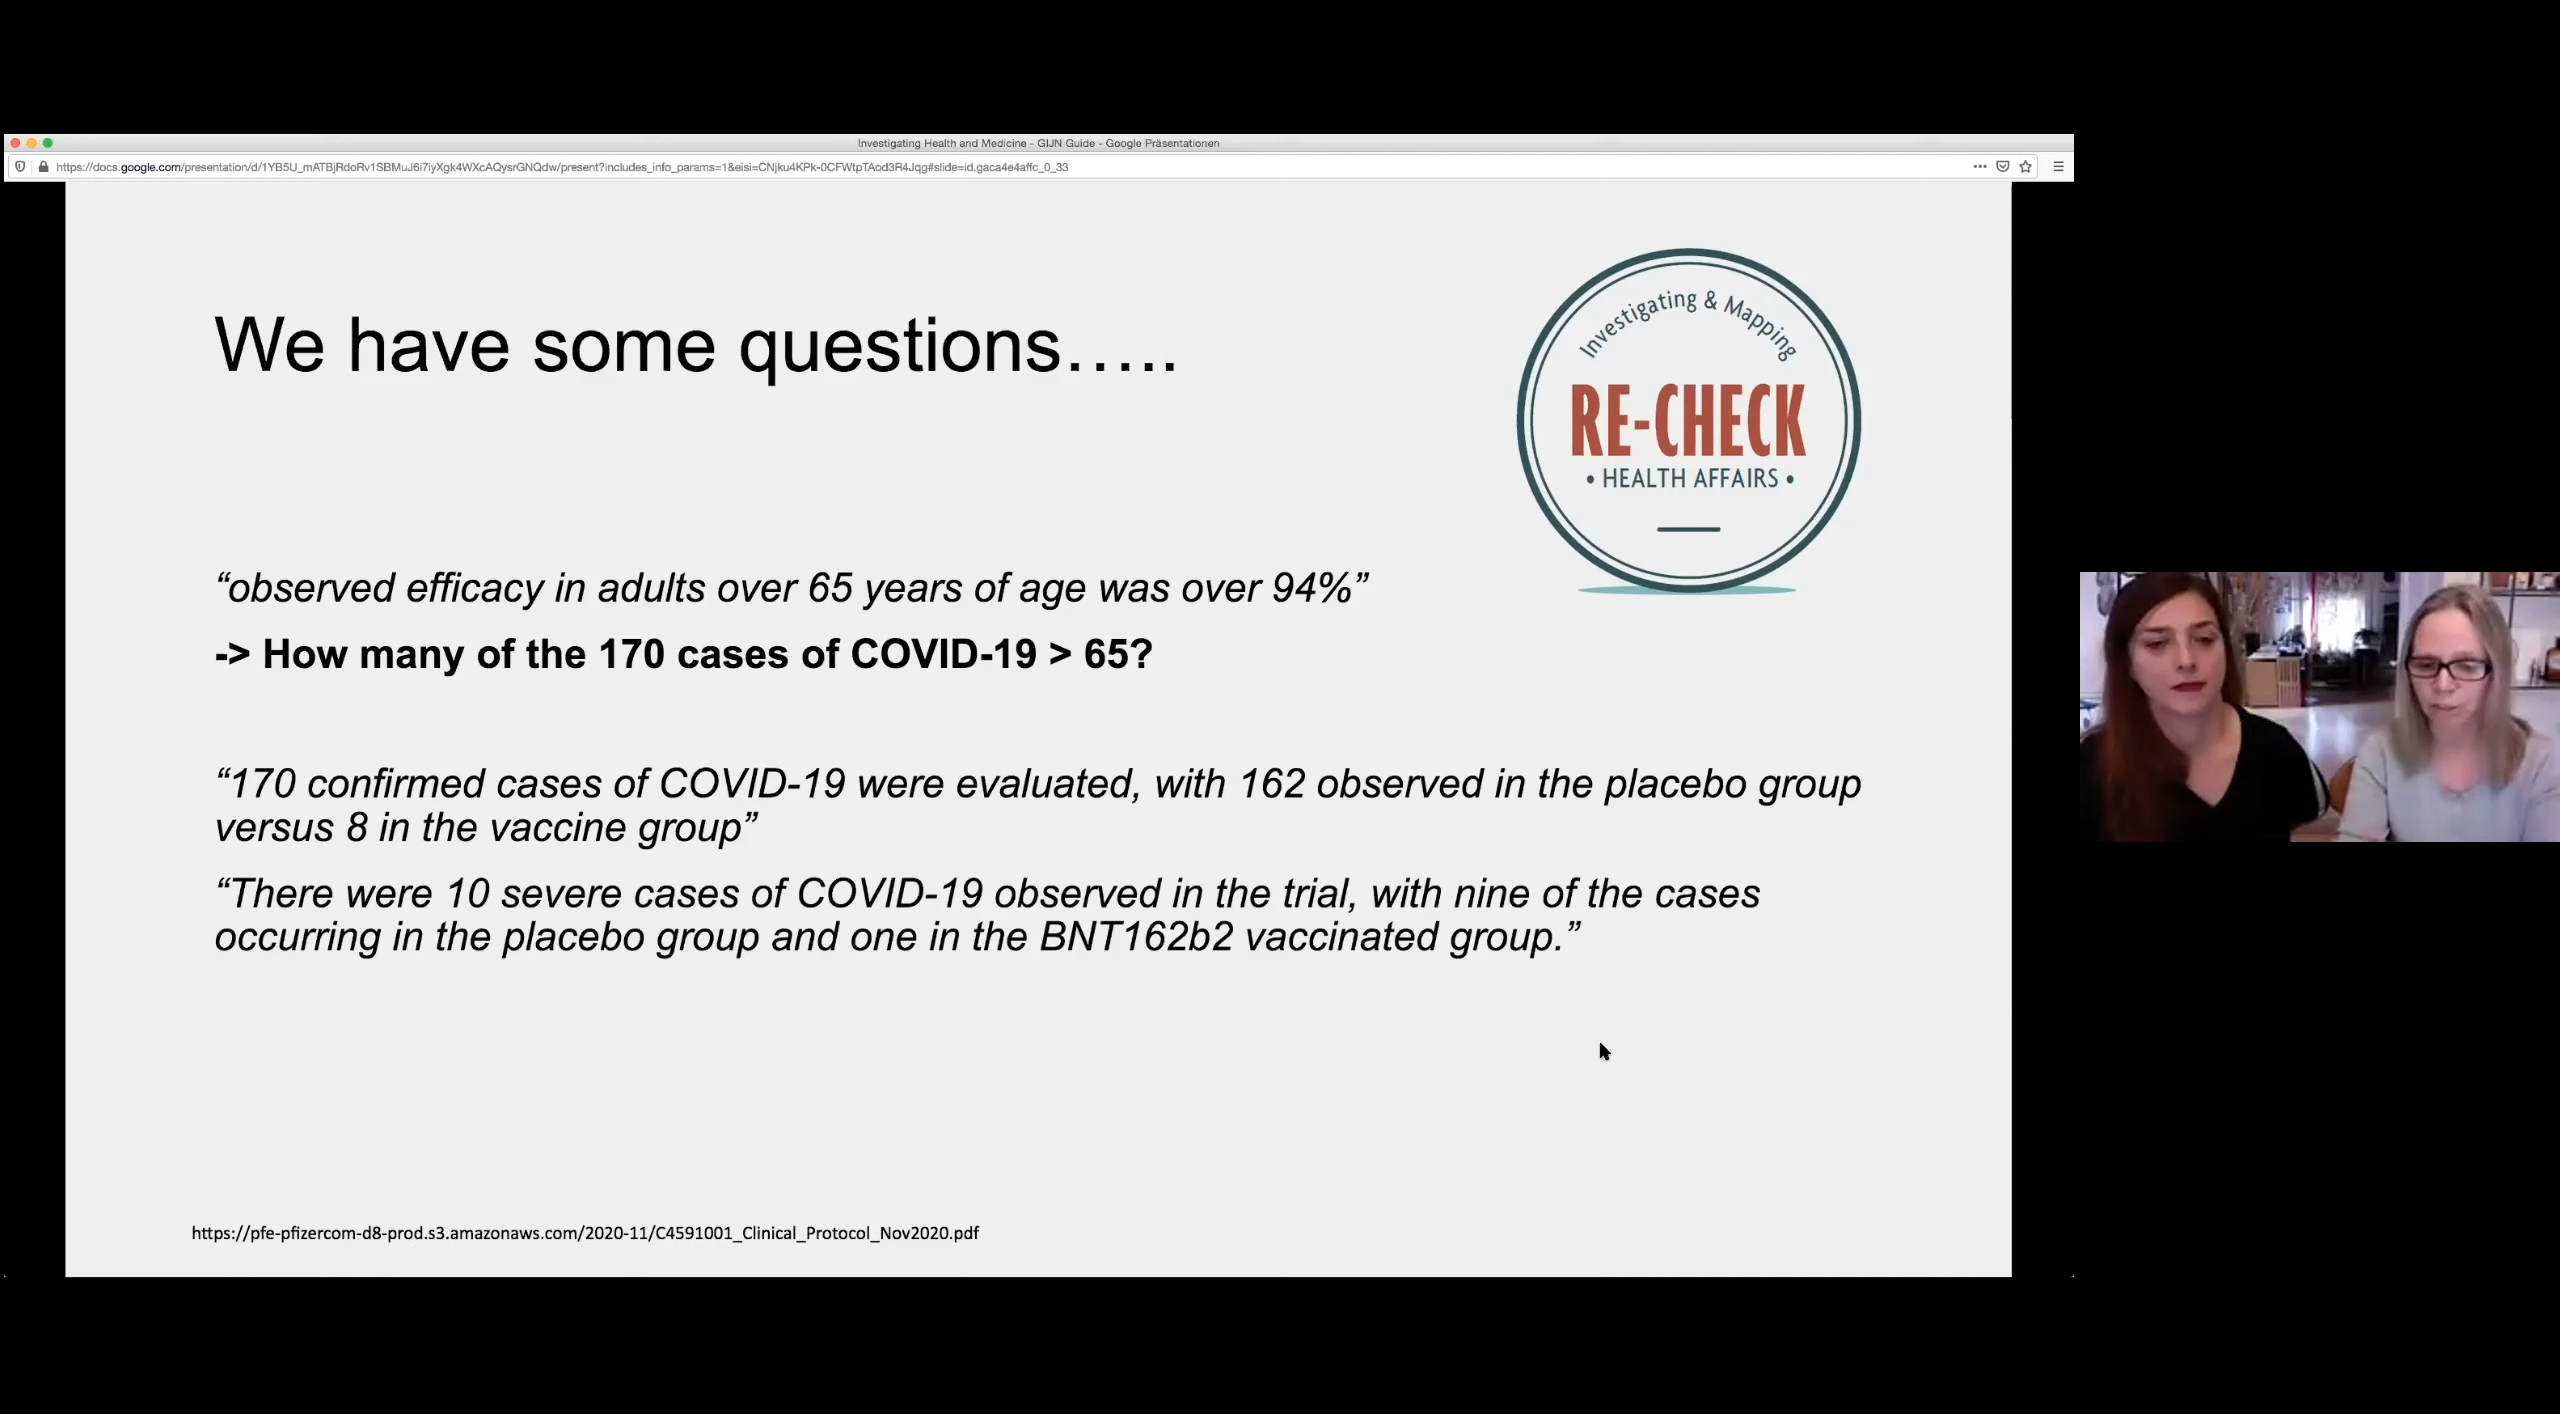 Investigating Health and Medicine - GIJN Guide - Google Präsentationen
https://docs.google.com/presentation/d/1YB5U_mATBjRdoRv1SBMuJ6i7iyXgk4WXcAQysrGNQdw/present?includes_info_params=1&eisi=CNjku4KPk-0CFWtpTAod3R4Jqg#slide=id.gaca4e4affc_0_33
We have some questions…..
Investigating & Mapping
RE-CHECK
• HEALTH AFFAIRS •
“observed efficacy in adults over 65 years of age was over 94%”
-> How many of the 170 cases of COVID-19 > 65?
“170 confirmed cases of COVID-19 were evaluated, with 162 observed in the placebo group
versus 8 in the vaccine group”
“There were 10 severe cases of COVID-19 observed in the trial, with nine of the cases
occurring in the placebo group and one in the BNT162b2 vaccinated group.”
https://pfe-pfizercom-d8-prod.s3.amazonaws.com/2020-11/C4591001_Clinical_Protocol_Nov2020.pdf